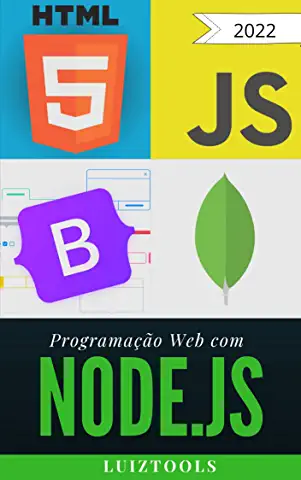 HTML
5
2022
JS
B
Programação Web com
NODE.JS
LUIZTOOLS